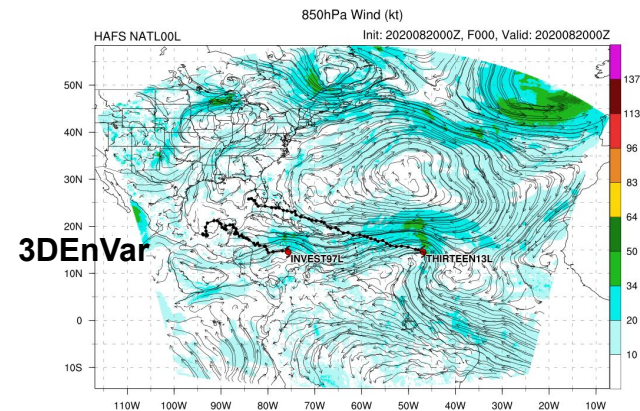 850hPa Wind (kt)
HAFS NATL00L Init: 2020082000Z, F000, Valid: 2020082000Z
50N
40N
30N
20N
10N
0
10S
110W 100W 90W 80W 70W 60W 50W 40W 30W 20W 10W
3DEnVar
INVEST97L
THIRTEEN13L
137
113
96
83
64
50
34
20
10